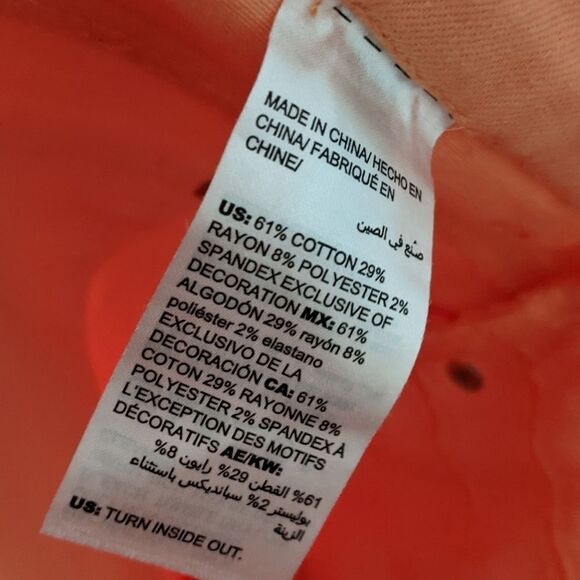 MADE IN CHINA/ HECHO EN
CHINA/ FABRIQUÉ EN
CHINE/
صنع في الصين
US: 61% COTTON 29%
RAYON 8% POLYESTER 2%
SPANDEX EXCLUSIVE OF
DECORATION MX: 61%
ALGODÓN 29% rayón 8%
poliéster 2% elastano
EXCLUSIVO DE LA
DECORACIÓN CA: 61%
COTON 29% RAYONNE 8%
POLYESTER 2% SPANDEX À
L'EXCEPTION DES MOTIFS
DÉCORATIFS AE/KW:
61% القطن 29% رايون 8%
بوليستر 2% سبانديكس باستثناء
الزينة
US: TURN INSIDE OUT.